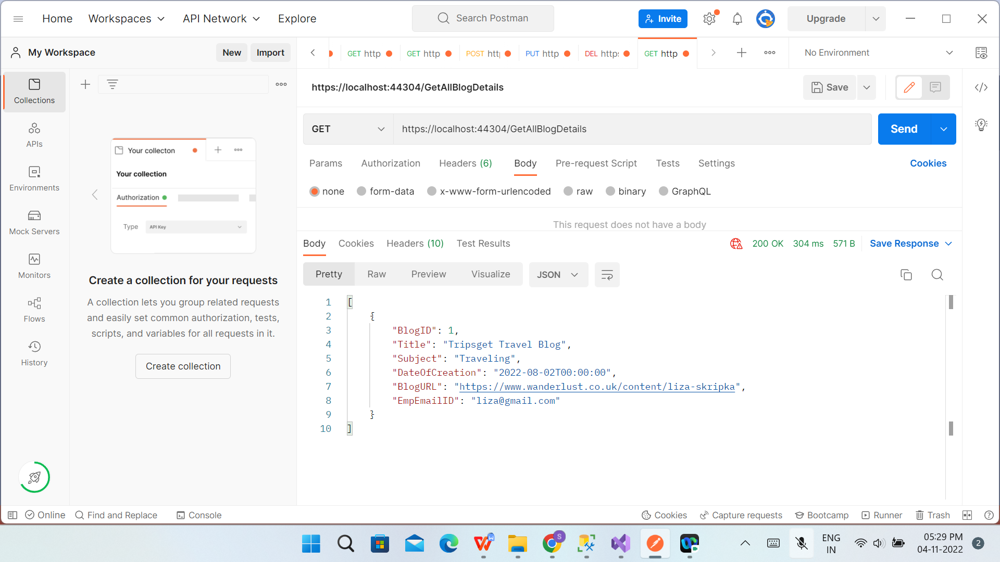 Home
Workspaces
API Network
Explore
Search Postman
Invite
Upgrade
My Workspace
New
Import
GET http
GET http
POST htt
PUT http
DEL https
GET http
No Environment
Collections
APIs
Environments
Mock Servers
Monitors
Flows
History
Your collecton
Your collection
Authorization
Type
API Key
Create a collection for your requests
A collection lets you group related requests
and easily set common authorization, tests,
scripts, and variables for all requests in it.
Create collection
https://localhost:44304/GetAllBlogDetails
Save
GET
https://localhost:44304/GetAllBlogDetails
Send
Params
Authorization
Headers (6)
Body
Pre-request Script
Tests
Settings
Cookies
none
form-data
x-www-form-urlencoded
raw
binary
GraphQL
This request does not have a body
Body
Cookies
Headers (10)
Test Results
200 OK
304 ms
571 B
Save Response
Pretty
Raw
Preview
Visualize
JSON
1 [
2 {
3 "BlogID": 1,
4 "Title": "Tripsget Travel Blog",
5 "Subject": "Traveling",
6 "DateOfCreation": "2022-08-02T00:00:00",
7 "BlogURL": "https://www.wanderlust.co.uk/content/liza-skripka",
8 "EmpEmailID": "liza@gmail.com"
9 }
10 ]
Online
Find and Replace
Console
Cookies
Capture requests
Bootcamp
Runner
Trash
W
S
ENG
IN
05:29 PM
04-11-2022
2